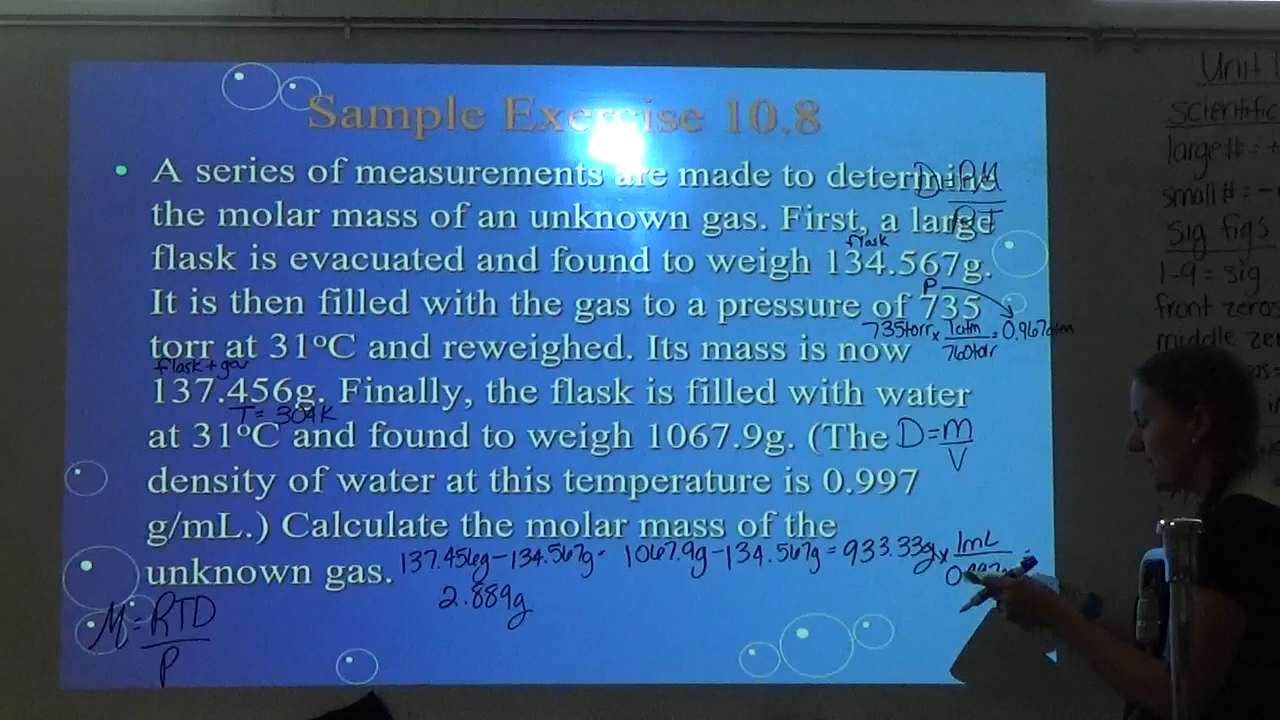 Sample Exercise 10.8
• A series of measurements are made to determine
D = PM / RT
the molar mass of an unknown gas. First, a large
flask
flask is evacuated and found to weigh 134.567g.
P
It is then filled with the gas to a pressure of 735
735torr x 1atm / 760torr = 0.967atm
torr at 31°C and reweighed. Its mass is now
flask + gas
137.456g. Finally, the flask is filled with water
T = 304K
at 31°C and found to weigh 1067.9g. (The
D = m / V
density of water at this temperature is 0.997
g/mL.) Calculate the molar mass of the
unknown gas.
137.456g - 134.567g =
2.889g
1067.9g - 134.567g = 933.33g x 1mL / 0.997g =
M = RTD / P
Unit
Scientific
large # =
small # = -
Sig figs
1-9 = sig
front zeros
middle zer